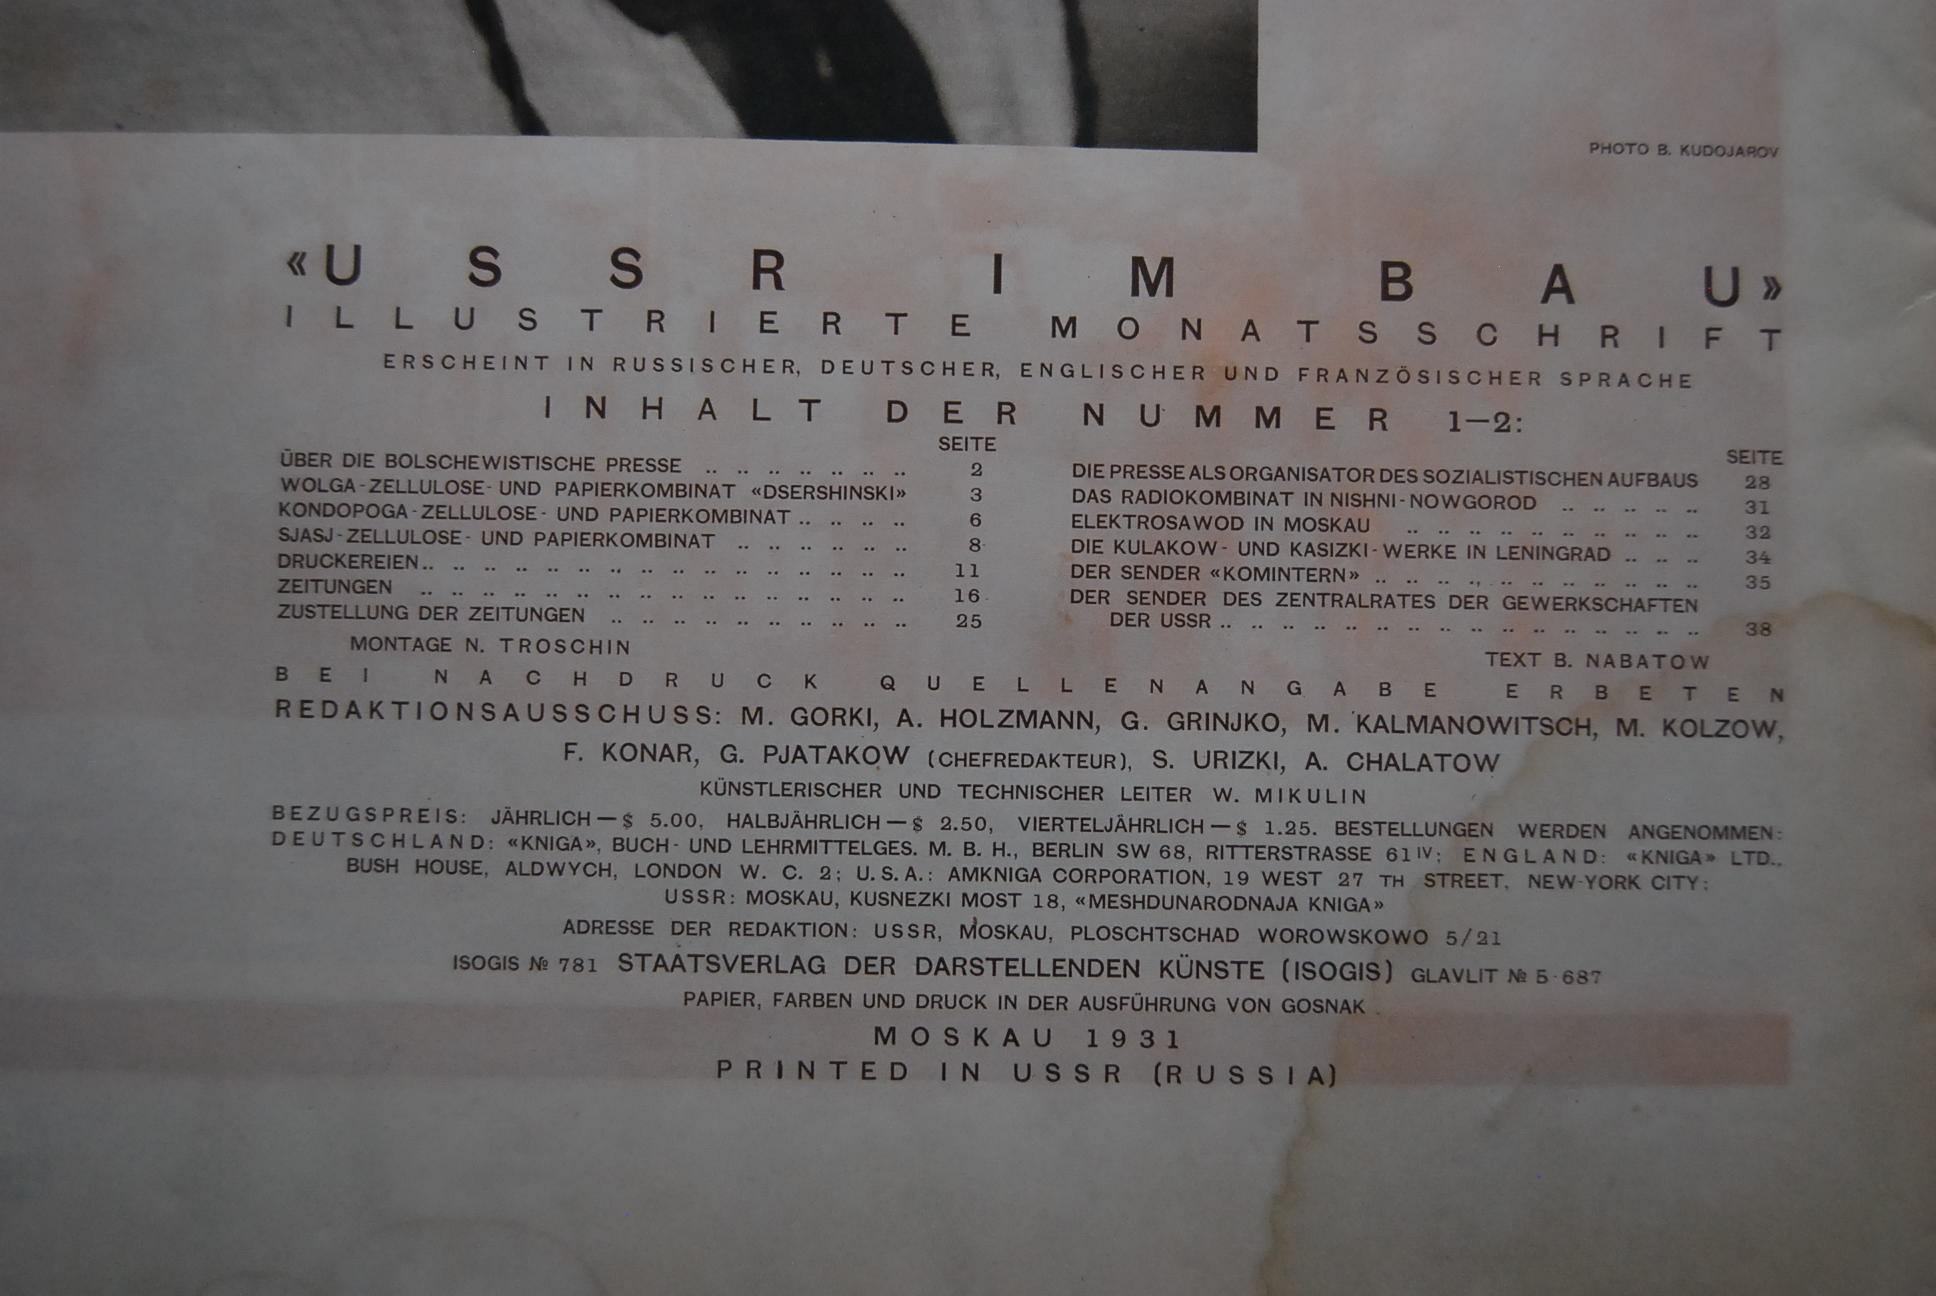 PHOTO B. KUDOJAROV
«USSR IM BAU»
ILLUSTRIERTE MONATSSCHRIFT
ERSCHEINT IN RUSSISCHER, DEUTSCHER, ENGLISCHER UND FRANZÖSISCHER SPRACHE
INHALT DER NUMMER 1—2:
SEITE
ÜBER DIE BOLSCHEWISTISCHE PRESSE .. .. .. .. .. .. .. 2
WOLGA-ZELLULOSE- UND PAPIERKOMBINAT «DSERSHINSKI» 3
KONDOPOGA-ZELLULOSE- UND PAPIERKOMBINAT .. .. .. .. 6
SJASJ-ZELLULOSE- UND PAPIERKOMBINAT .. .. .. .. .. .. 8
DRUCKEREIEN .. .. .. .. .. .. .. .. .. .. .. .. .. .. .. .. 11
ZEITUNGEN .. .. .. .. .. .. .. .. .. .. .. .. .. .. .. .. 16
ZUSTELLUNG DER ZEITUNGEN .. .. .. .. .. .. .. .. .. .. 25
SEITE
DIE PRESSE ALS ORGANISATOR DES SOZIALISTISCHEN AUFBAUS 28
DAS RADIOKOMBINAT IN NISHNI-NOWGOROD .. .. .. .. .. 31
ELEKTROSAWOD IN MOSKAU .. .. .. .. .. .. .. .. .. .. 32
DIE KULAKOW- UND KASIZKI-WERKE IN LENINGRAD .. .. .. 34
DER SENDER «KOMINTERN» .. .. .. .. .. .. .. .. .. .. .. 35
DER SENDER DES ZENTRALRATES DER GEWERKSCHAFTEN
DER USSR .. .. .. .. .. .. .. .. .. .. .. .. .. .. .. .. 38
MONTAGE N. TROSCHIN
TEXT B. NABATOW
BEI NACHDRUCK QUELLENANGABE ERBETEN
REDAKTIONSAUSSCHUSS: M. GORKI, A. HOLZMANN, G. GRINJKO, M. KALMANOWITSCH, M. KOLZOW,
F. KONAR, G. PJATAKOW (CHEFREDAKTEUR), S. URIZKI, A. CHALATOW
KÜNSTLERISCHER UND TECHNISCHER LEITER W. MIKULIN
BEZUGSPREIS: JÄHRLICH — $ 5.00, HALBJÄHRLICH — $ 2.50, VIERTELJÄHRLICH — $ 1.25. BESTELLUNGEN WERDEN ANGENOMMEN:
DEUTSCHLAND: «KNIGA», BUCH- UND LEHRMITTELGES. M. B. H., BERLIN SW 68, RITTERSTRASSE 61 IV; ENGLAND: «KNIGA» LTD.,
BUSH HOUSE, ALDWYCH, LONDON W. C. 2; U.S.A.: AMKNIGA CORPORATION, 19 WEST 27 TH STREET, NEW-YORK CITY;
USSR: MOSKAU, KUSNEZKI MOST 18, «MESHDUNARODNAJA KNIGA»
ADRESSE DER REDAKTION: USSR, MOSKAU, PLOSCHTSCHAD WOROWSKOWO 5/21
ISOGIS № 781 STAATSVERLAG DER DARSTELLENDEN KÜNSTE (ISOGIS) GLAVLIT № Б-687
PAPIER, FARBEN UND DRUCK IN DER AUSFÜHRUNG VON GOSNAK
MOSKAU 1931
PRINTED IN USSR (RUSSIA)